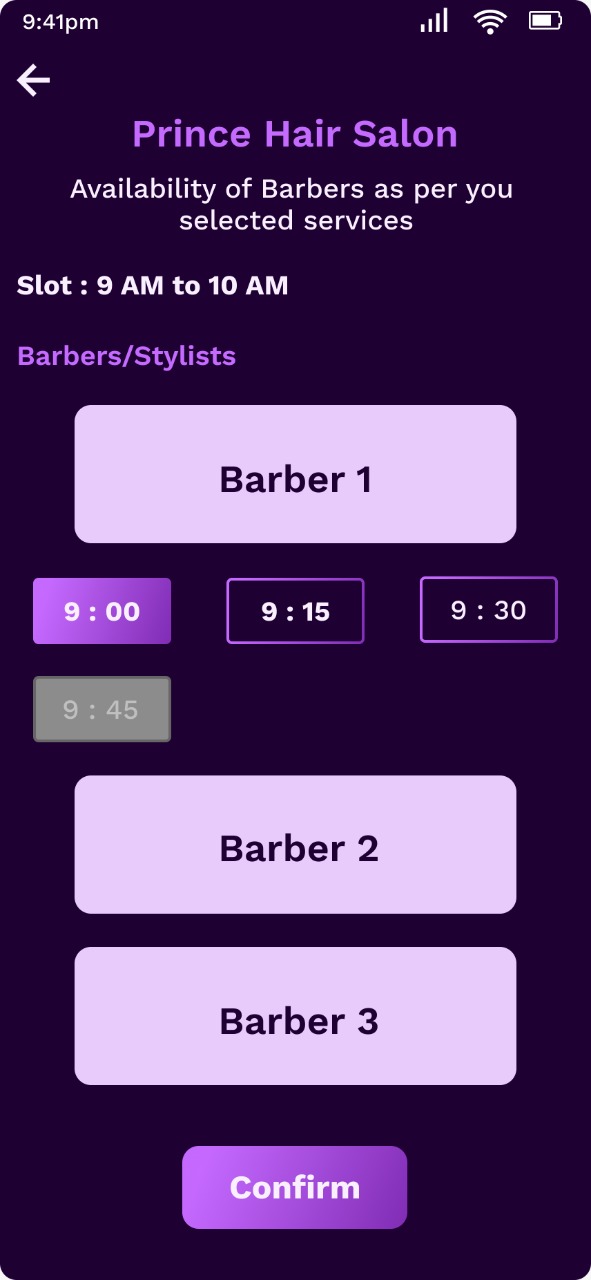 9:41pm
Prince Hair Salon
Availability of Barbers as per you
selected services
Slot : 9 AM to 10 AM
Barbers/Stylists
Barber 1
9 : 00
9 : 15
9 : 30
9 : 45
Barber 2
Barber 3
Confirm